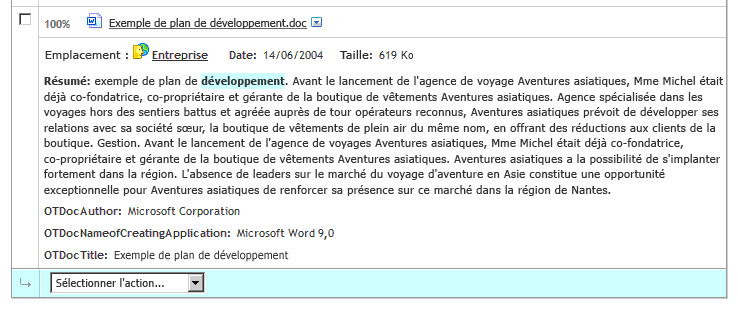 100% Exemple de plan de développement.doc
Emplacement : Entreprise Date: 14/06/2004 Taille: 619 Ko
Résumé: exemple de plan de développement. Avant le lancement de l'agence de voyage Aventures asiatiques, Mme Michel était
déjà co-fondatrice, co-propriétaire et gérante de la boutique de vêtements Aventures asiatiques. Agence spécialisée dans les
voyages hors des sentiers battus et agréée auprès de tour opérateurs reconnus, Aventures asiatiques prévoit de développer ses
relations avec sa société sœur, la boutique de vêtements de plein air du même nom, en offrant des réductions aux clients de la
boutique. Gestion. Avant le lancement de l'agence de voyages Aventures asiatiques, Mme Michel était déjà co-fondatrice,
co-propriétaire et gérante de la boutique de vêtements Aventures asiatiques. Aventures asiatiques a la possibilité de s'implanter
fortement dans la région. L'absence de leaders sur le marché du voyage d'aventure en Asie constitue une opportunité
exceptionnelle pour Aventures asiatiques de renforcer sa présence sur ce marché dans la région de Nantes.
OTDocAuthor: Microsoft Corporation
OTDocNameofCreatingApplication: Microsoft Word 9,0
OTDocTitle: Exemple de plan de développement
Sélectionner l'action...